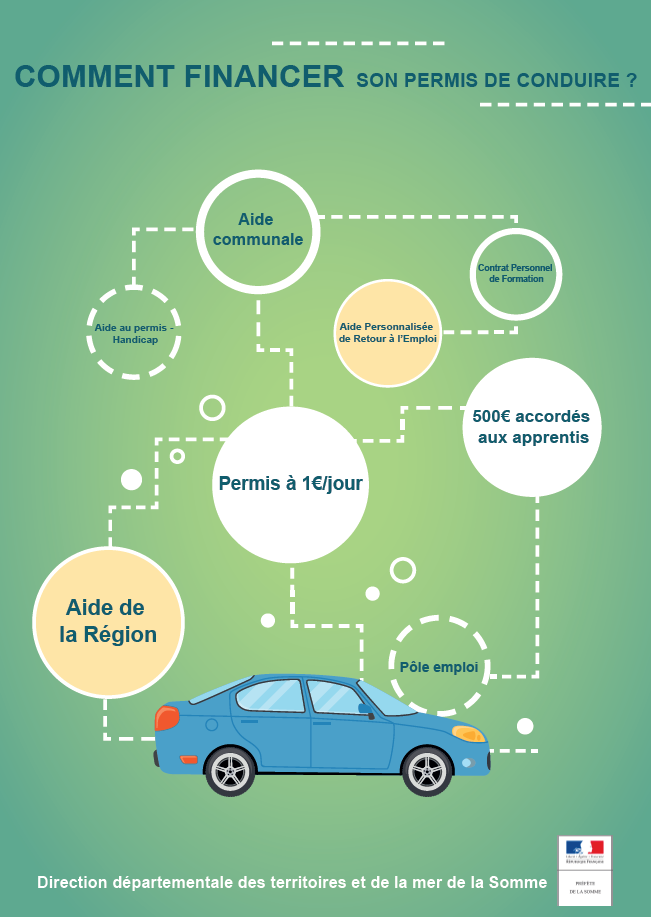 COMMENT FINANCER SON PERMIS DE CONDUIRE ?
Aide
communale
Contrat Personnel
de Formation
Aide au permis -
Handicap
Aide Personnalisée
de Retour à l'Emploi
500€ accordés
aux apprentis
Permis à 1€/jour
Aide de
la Région
Pôle emploi
Direction départementale des territoires et de la mer de la Somme
Liberté • Égalité • Fraternité
RÉPUBLIQUE FRANÇAISE
PRÉFÈTE
DE LA SOMME